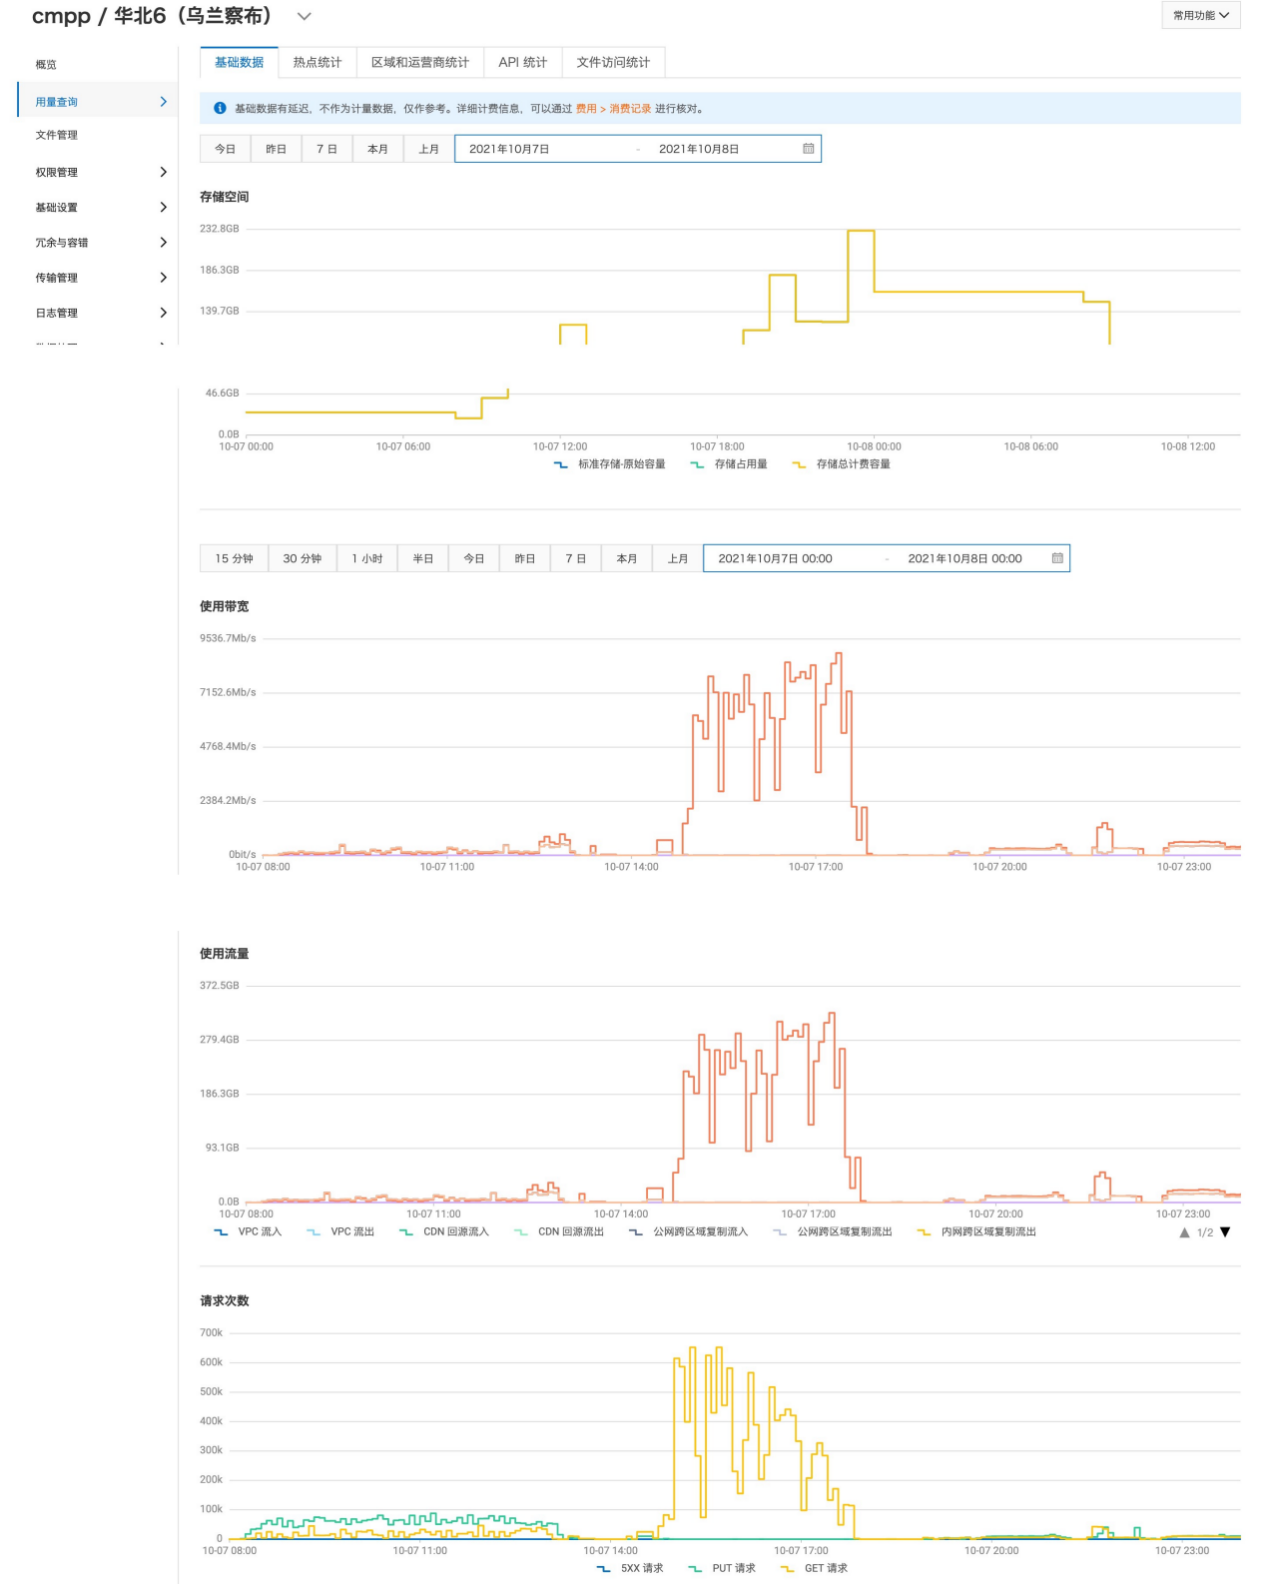 cmpp / 华北6（乌兰察布）
常用功能
概览
用量查询
文件管理
权限管理
基础设置
冗余与容错
传输管理
日志管理
基础数据 热点统计 区域和运营商统计 API 统计 文件访问统计
基础数据有延迟，不作为计量数据，仅作参考。详细计费信息，可以通过 费用 > 消费记录 进行核对。
今日 昨日 7 日 本月 上月 2021年10月7日 - 2021年10月8日
存储空间
232.8GB
186.3GB
139.7GB
46.6GB
0.0B
10-07 00:00 10-07 06:00 10-07 12:00 10-07 18:00 10-08 00:00 10-08 06:00 10-08 12:00
标准存储-原始容量 存储占用量 存储总计费容量
15 分钟 30 分钟 1 小时 半日 今日 昨日 7 日 本月 上月 2021年10月7日 00:00 - 2021年10月8日 00:00
使用带宽
9536.7Mb/s
7152.6Mb/s
4768.4Mb/s
2384.2Mb/s
0bit/s
10-07 08:00 10-07 11:00 10-07 14:00 10-07 17:00 10-07 20:00 10-07 23:00
使用流量
372.5GB
279.4GB
186.3GB
93.1GB
0.0B
10-07 08:00 10-07 11:00 10-07 14:00 10-07 17:00 10-07 20:00 10-07 23:00
VPC 流入 VPC 流出 CDN 回源流入 CDN 回源流出 公网跨区域复制流入 公网跨区域复制流出 内网跨区域复制流出 ▲ 1/2 ▼
请求次数
700k
600k
500k
400k
300k
200k
100k
0
10-07 08:00 10-07 11:00 10-07 14:00 10-07 17:00 10-07 20:00 10-07 23:00
5XX 请求 PUT 请求 GET 请求